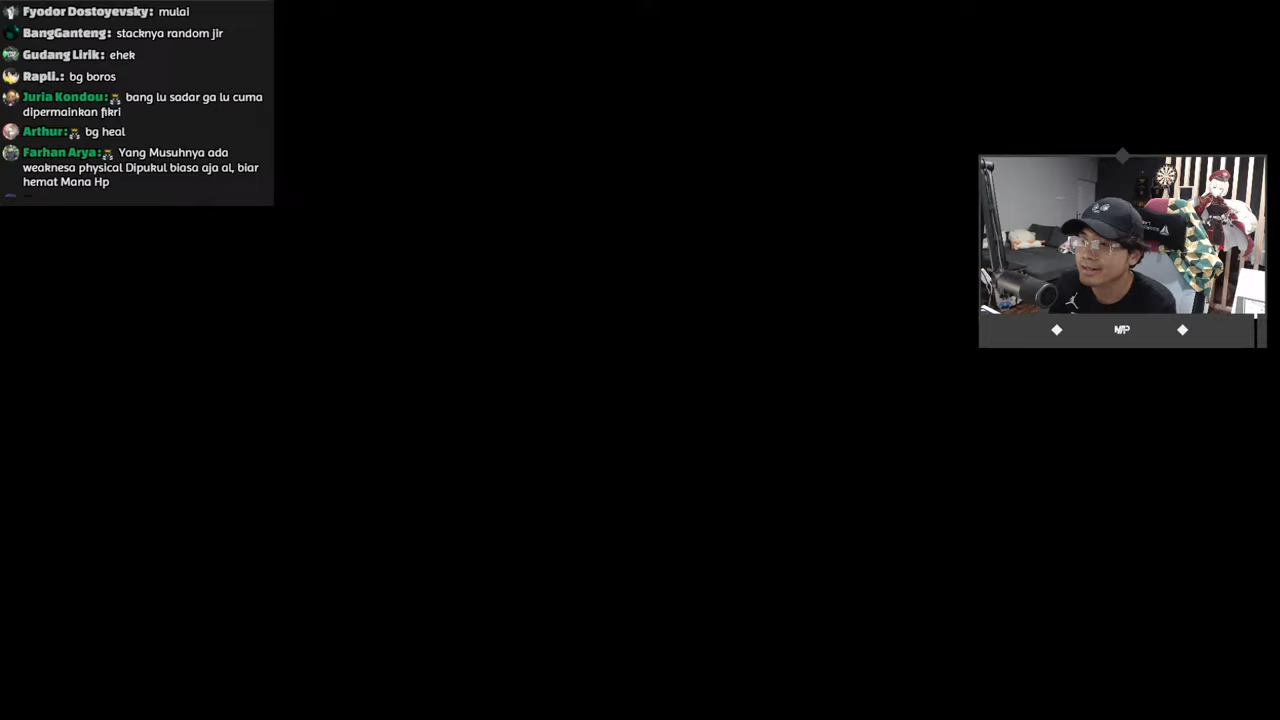 Fyodor Dostoyevsky: mulai
BangGanteng: stacknya random jir
Gudang Lirik: ehek
Rapli.: bg boros
Juria Kondou: bang lu sadar ga lu cuma
dipermainkan fikri
Arthur: bg heal
Farhan Arya: Yang Musuhnya ada
weaknesa physical Dipukul biasa aja al, biar
hemat Mana Hp